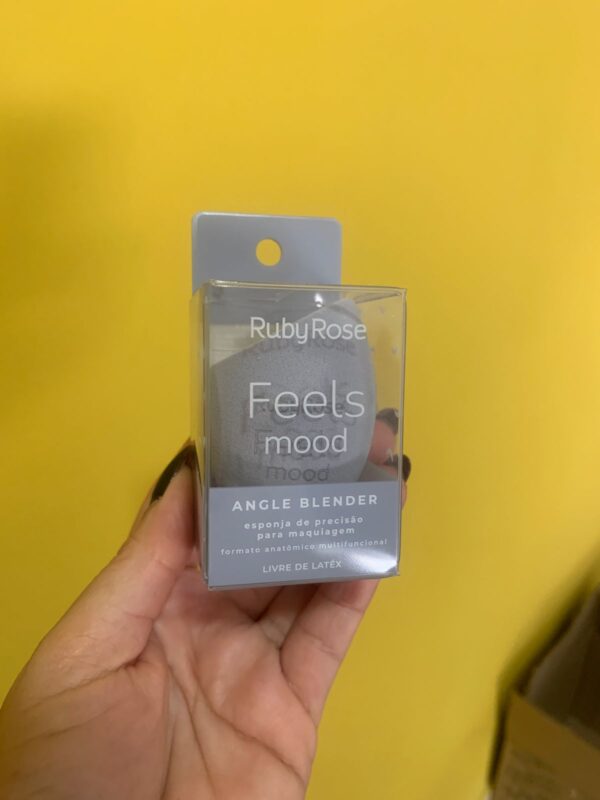 RubyRose
Feels
mood
ANGLE BLENDER
esponja de precisão
para maquiagem
formato anatômico multifuncional
LIVRE DE LATÉX